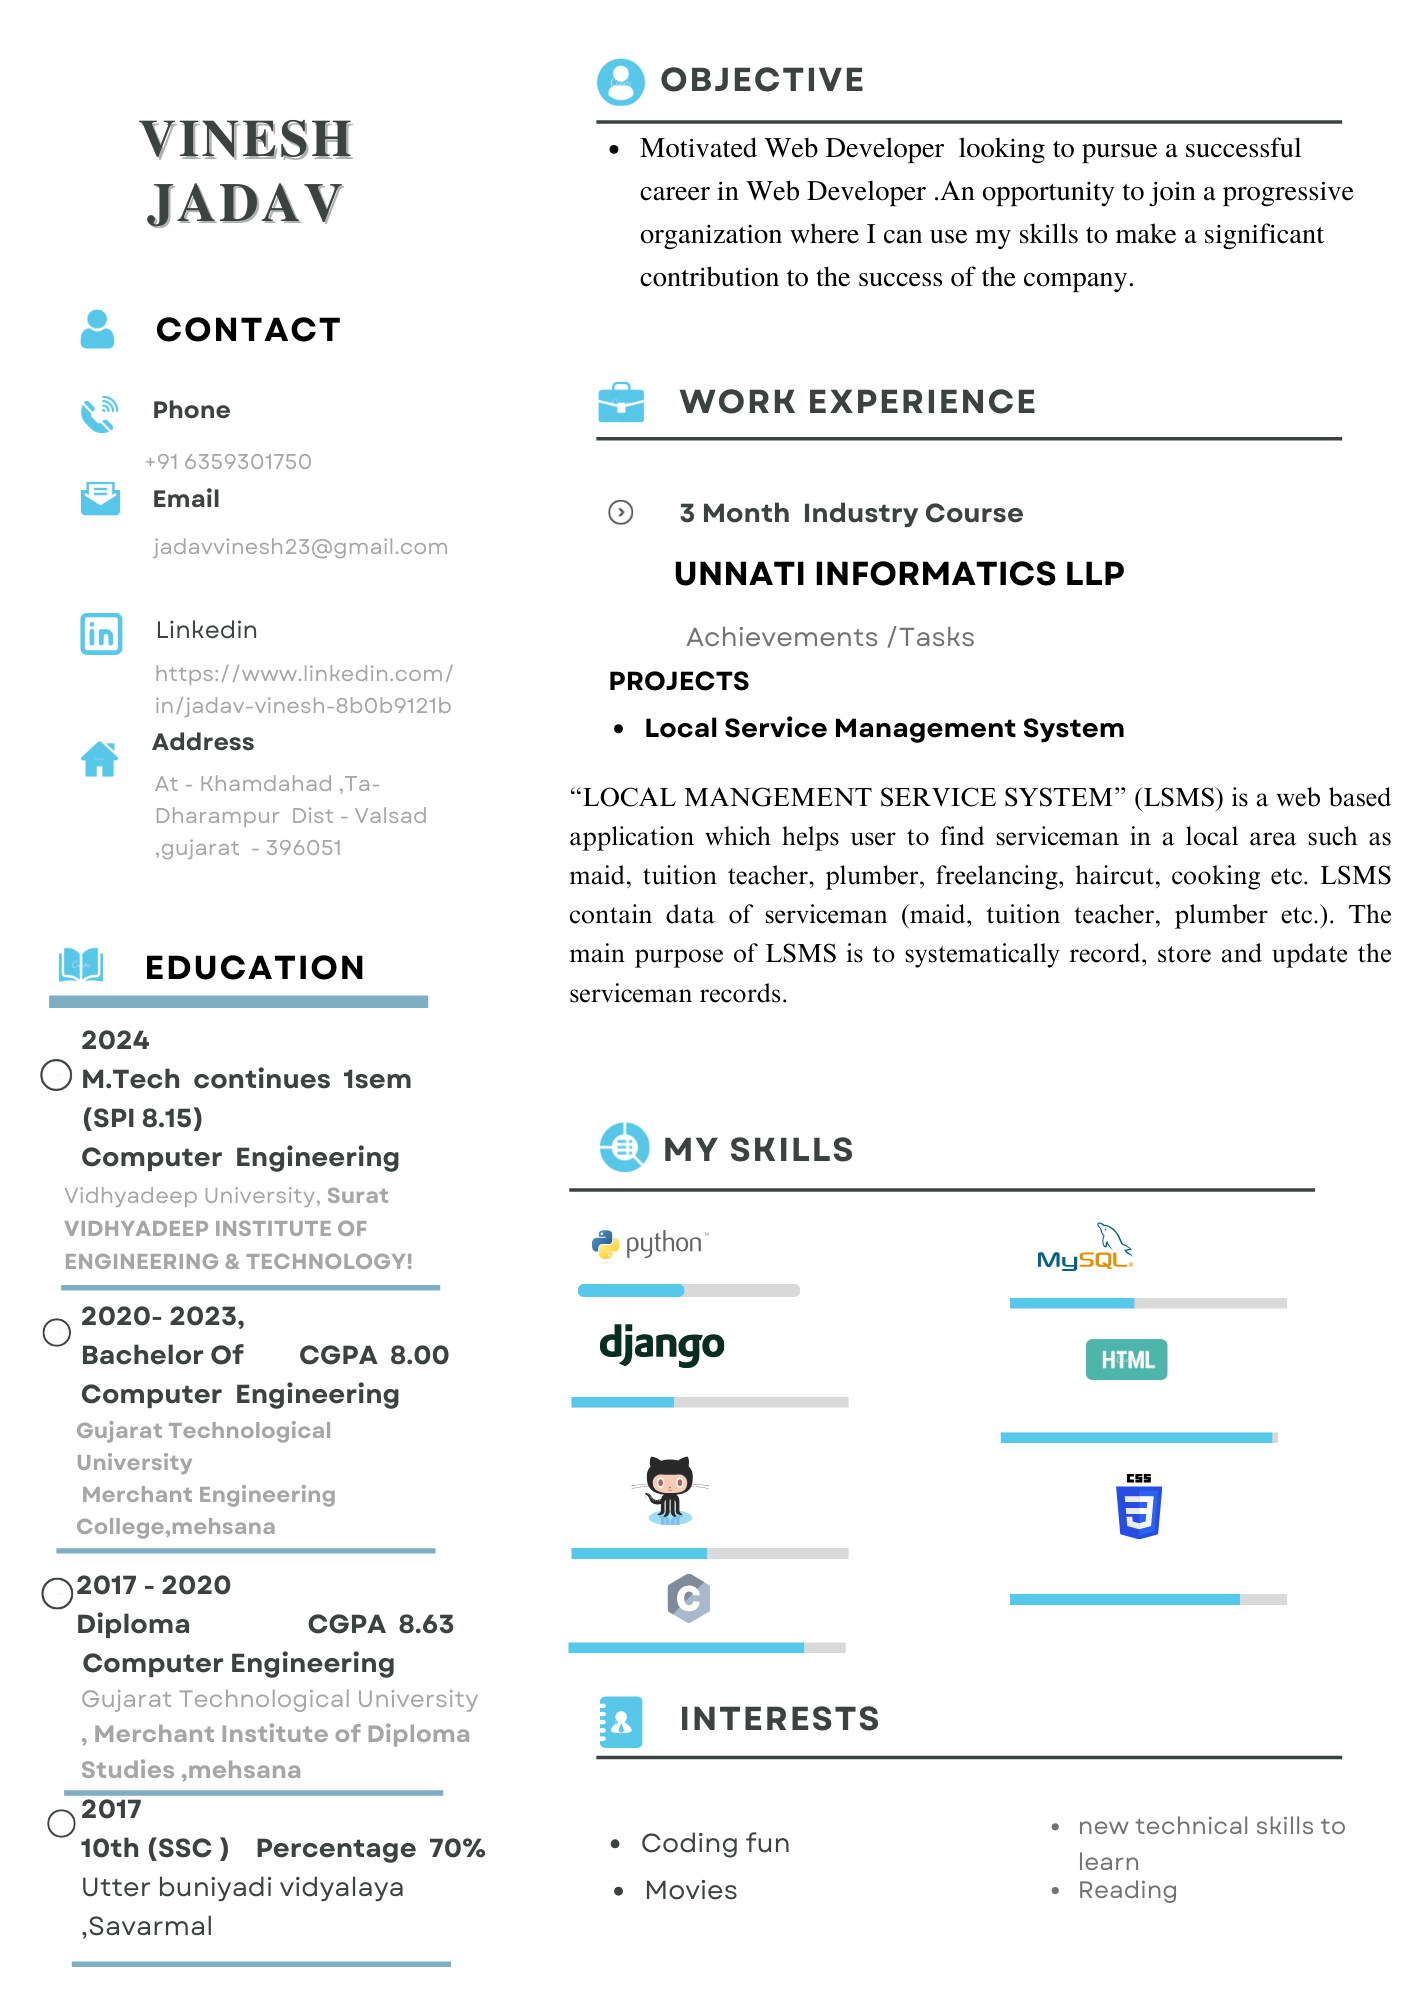 VINESH
JADAV
CONTACT
Phone
+91 6359301750
Email
jadavvinesh23@gmail.com
Linkedin
https://www.linkedin.com/
in/jadav-vinesh-8b0b9121b
Address
At - Khamdahad ,Ta-
Dharampur  Dist - Valsad
,gujarat  - 396051
EDUCATION
2024
M.Tech  continues  1sem
(SPI 8.15)
Computer  Engineering
Vidhyadeep University, Surat
VIDHYADEEP INSTITUTE OF
ENGINEERING & TECHNOLOGY!
2020- 2023,
Bachelor Of CGPA  8.00
Computer  Engineering
Gujarat Technological
University
Merchant Engineering
College,mehsana
2017 - 2020
Diploma CGPA  8.63
Computer Engineering
Gujarat Technological University
, Merchant Institute of Diploma
Studies ,mehsana
2017
10th (SSC ) Percentage  70%
Utter buniyadi vidyalaya
,Savarmal
OBJECTIVE
• Motivated Web Developer  looking to pursue a successful
career in Web Developer .An opportunity to join a progressive
organization where I can use my skills to make a significant
contribution to the success of the company.
WORK EXPERIENCE
3 Month  Industry Course
UNNATI INFORMATICS LLP
Achievements /Tasks
PROJECTS
• Local Service Management System
“LOCAL MANGEMENT SERVICE SYSTEM” (LSMS) is a web based
application which helps user to find serviceman in a local area such as
maid, tuition teacher, plumber, freelancing, haircut, cooking etc. LSMS
contain data of serviceman (maid, tuition teacher, plumber etc.). The
main purpose of LSMS is to systematically record, store and update the
serviceman records.
MY SKILLS
python™
MySQL®
django
HTML
CSS
3
C
INTERESTS
• Coding fun
• Movies
• new technical skills to
learn
• Reading